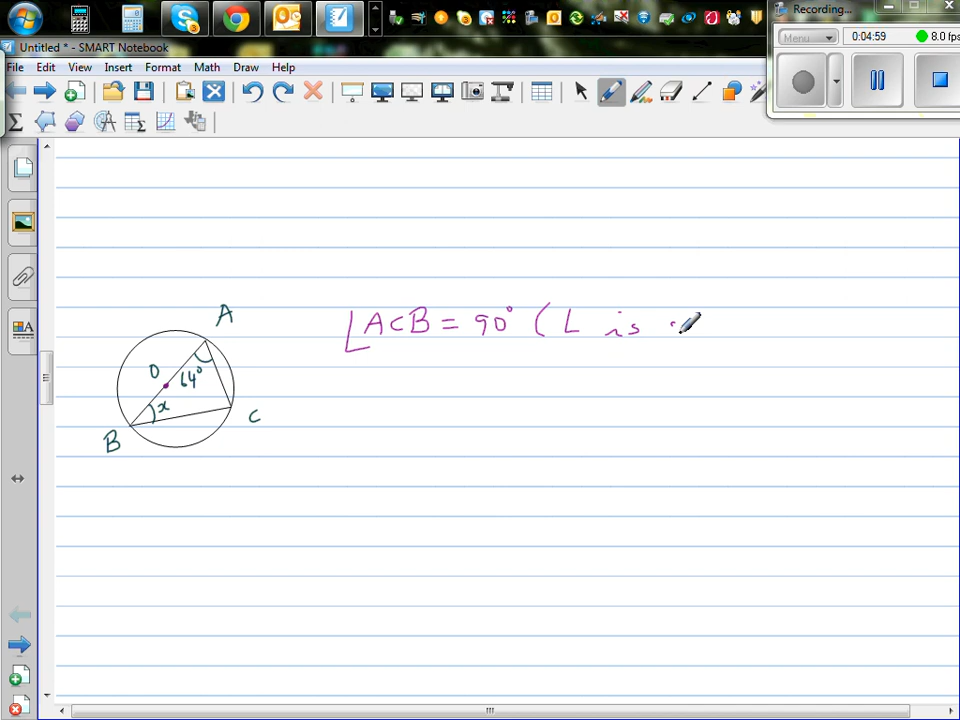 Recording...
Untitled * - SMART Notebook
Menu
0:04:59
8.0 fp
File Edit View Insert Format Math Draw Help
A
∠ACB = 90° (∠ is
O
64°
x
C
B